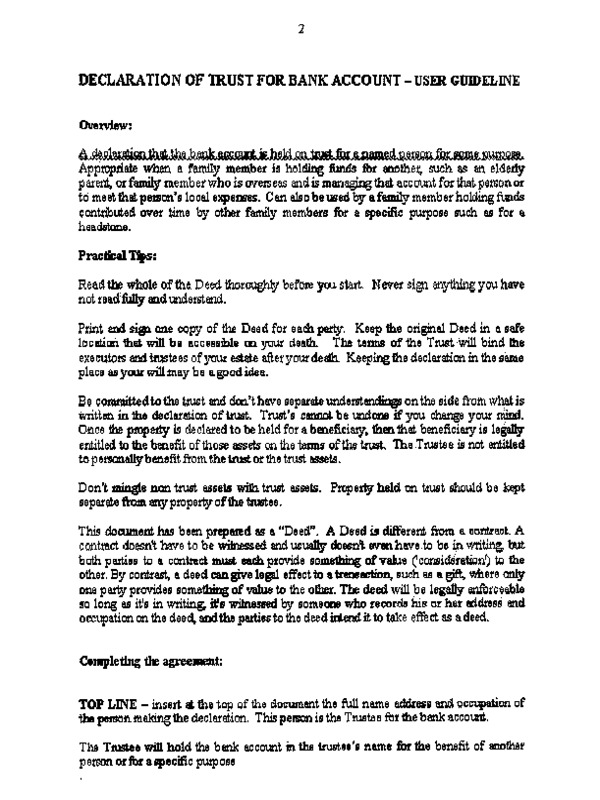 2
DECLARATION OF TRUST FOR BANK ACCOUNT – USER GUIDELINE
Overview:
A declaration that the bank account is held on trust for a named person for some purpose.
Appropriate when a family member is holding funds for another, such as an elderly
parent, or family member who is overseas and is managing that account for that person or
to meet that person's local expenses. Can also be used by a family member holding funds
contributed over time by other family members for a specific purpose such as for a
headstone.
Practical Tips:
Read the whole of the Deed thoroughly before you start. Never sign anything you have
not read fully and understand.
Print and sign one copy of the Deed for each party. Keep the original Deed in a safe
location that will be accessible on your death. The terms of the Trust will bind the
executors and trustees of your estate after your death. Keeping the declaration in the same
place as your will may be a good idea.
Be committed to the trust and don't have separate understandings on the side from what is
written in the declaration of trust. Trust's cannot be undone if you change your mind.
Once the property is declared to be held for a beneficiary, then that beneficiary is legally
entitled to the benefit of those assets on the terms of the trust. The Trustee is not entitled
to personally benefit from the trust or the trust assets.
Don't mingle non trust assets with trust assets. Property held on trust should be kept
separate from any property of the trustee.
This document has been prepared as a "Deed". A Deed is different from a contract. A
contract doesn't have to be witnessed and usually doesn't even have to be in writing, but
both parties to a contract must each provide something of value ('consideration') to the
other. By contrast, a deed can give legal effect to a transaction, such as a gift, where only
one party provides something of value to the other. The deed will be legally enforceable
so long as it's in writing, it's witnessed by someone who records his or her address and
occupation on the deed, and the parties to the deed intend it to take effect as a deed.
Completing the agreement:
TOP LINE – insert at the top of the document the full name address and occupation of
the person making the declaration. This person is the Trustee for the bank account.
The Trustee will hold the bank account in the trustee's name for the benefit of another
person or for a specific purpose
.